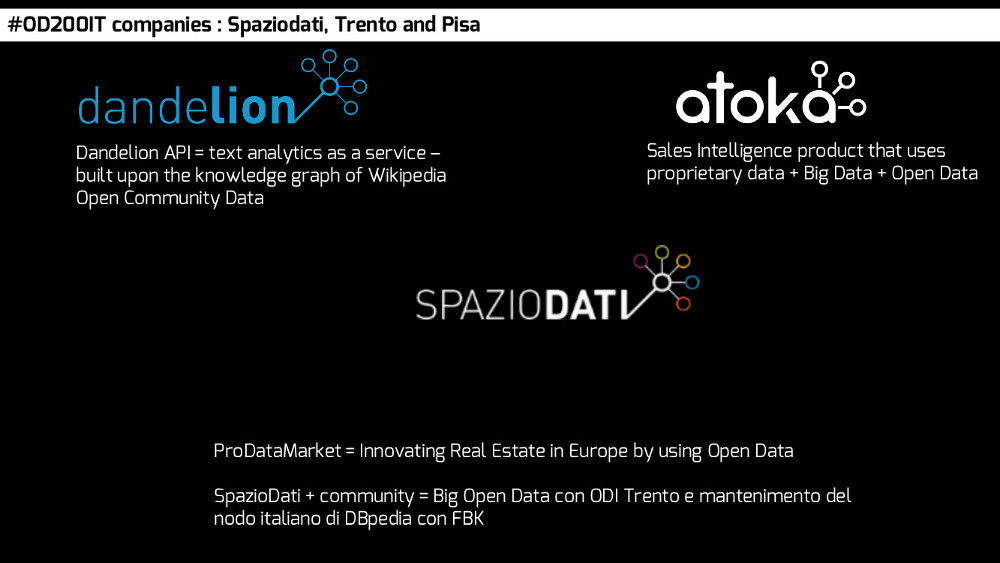 #OD200IT companies : Spaziodati, Trento and Pisa
dandelion
atoka
Dandelion API = text analytics as a service –
built upon the knowledge graph of Wikipedia
Open Community Data
Sales Intelligence product that uses
proprietary data + Big Data + Open Data
SPAZIODATI
ProDataMarket = Innovating Real Estate in Europe by using Open Data
SpazioDati + community = Big Open Data con ODI Trento e mantenimento del
nodo italiano di DBpedia con FBK